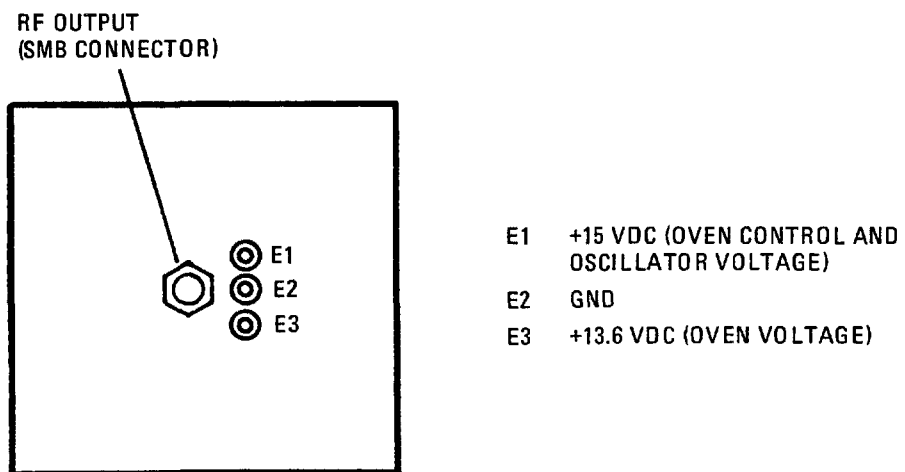 RF OUTPUT
(SMB CONNECTOR)
E1
E2
E3
E1 +15 VDC (OVEN CONTROL AND
OSCILLATOR VOLTAGE)
E2 GND
E3 +13.6 VDC (OVEN VOLTAGE)